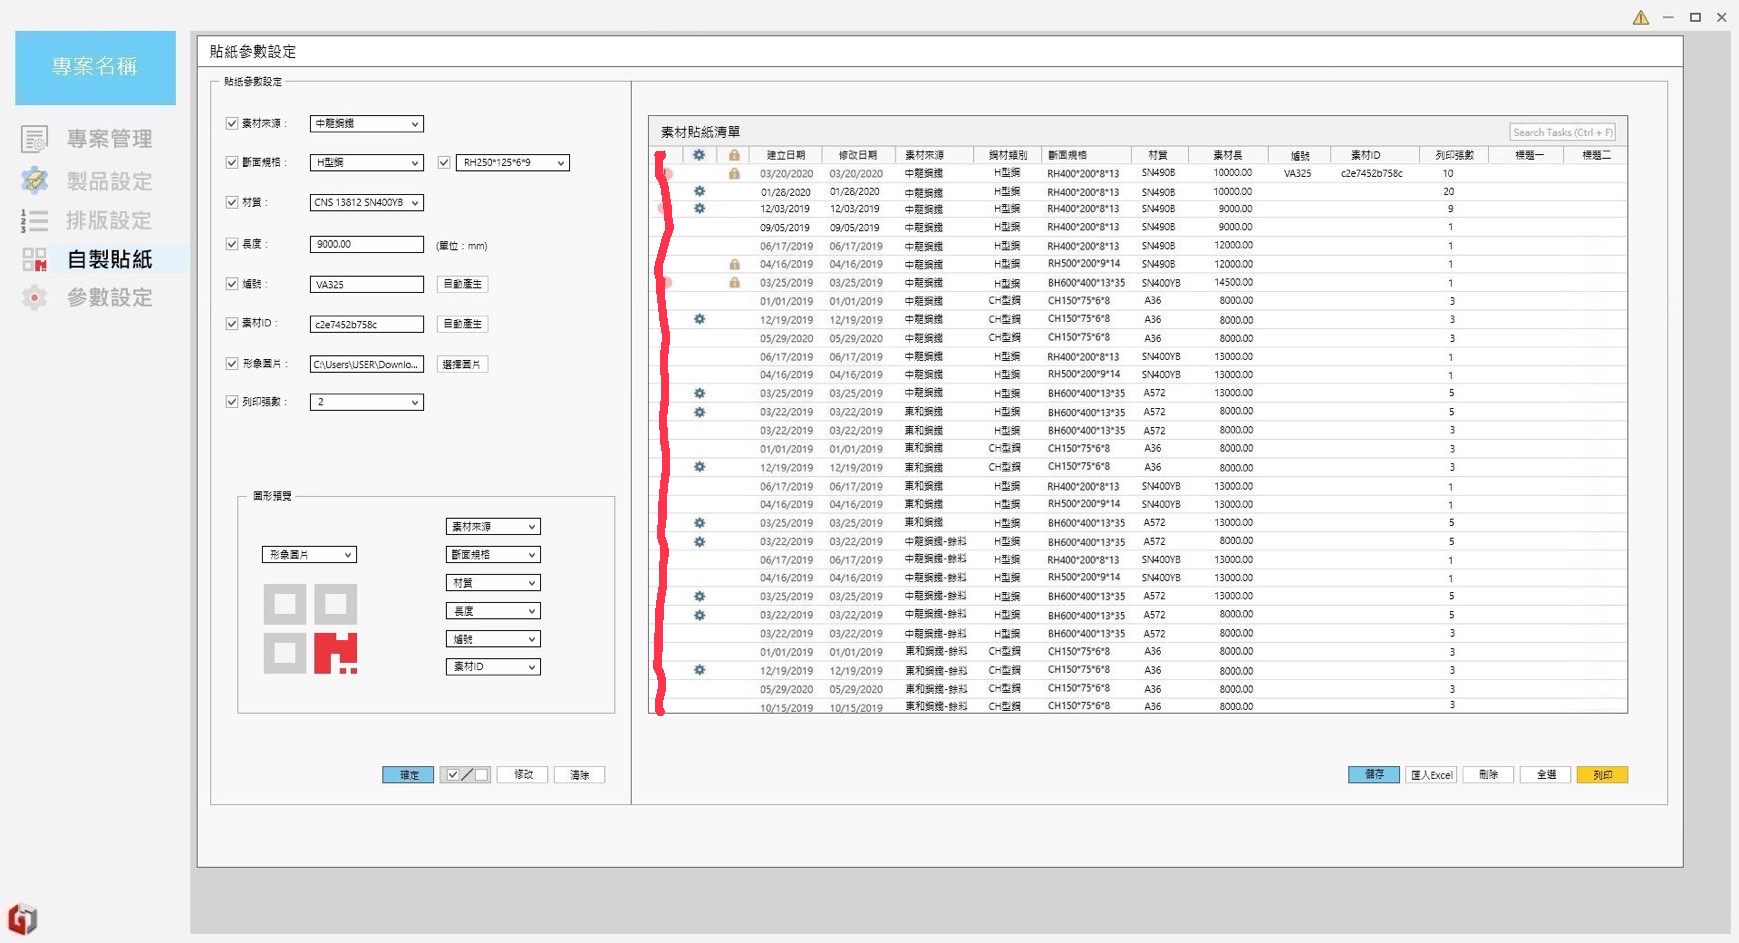 專案名稱
專案管理
製品設定
排版設定
自製貼紙
參數設定
貼紙參數設定
貼紙參數設定
素材來源： 中龍鋼鐵
斷面規格： H型鋼 RH250*125*6*9
材質： CNS 13812 SN400YB
長度： 9000.00 (單位：mm)
爐號： VA325 自動產生
素材ID： c2e7452b758c 自動產生
形象圖片： C:\Users\USER\Downlo... 選擇圖片
列印張數： 2
圖形預覽
形象圖片
素材來源
斷面規格
材質
長度
爐號
素材ID
確定 / 修改 清除
素材貼紙清單 Search Tasks (Ctrl + F)
建立日期 修改日期 素材來源 鋼材類別 斷面規格 材質 素材長 爐號 素材ID 列印張數 標題一 標題二
03/20/2020 03/20/2020 中龍鋼鐵 H型鋼 RH400*200*8*13 SN490B 10000.00 VA325 c2e7452b758c 10
01/28/2020 01/28/2020 中龍鋼鐵 H型鋼 RH400*200*8*13 SN490B 10000.00 20
12/03/2019 12/03/2019 中龍鋼鐵 H型鋼 RH400*200*8*13 SN490B 9000.00 9
09/05/2019 09/05/2019 中龍鋼鐵 H型鋼 RH400*200*8*13 SN490B 9000.00 1
06/17/2019 06/17/2019 中龍鋼鐵 H型鋼 RH400*200*8*13 SN490B 12000.00 1
04/16/2019 04/16/2019 中龍鋼鐵 H型鋼 RH500*200*9*14 SN490B 12000.00 1
03/25/2019 03/25/2019 中龍鋼鐵 H型鋼 BH600*400*13*35 SN400YB 14500.00 1
01/01/2019 01/01/2019 中龍鋼鐵 CH型鋼 CH150*75*6*8 A36 8000.00 3
12/19/2019 12/19/2019 中龍鋼鐵 CH型鋼 CH150*75*6*8 A36 8000.00 3
05/29/2020 05/29/2020 中龍鋼鐵 CH型鋼 CH150*75*6*8 A36 8000.00 3
06/17/2019 06/17/2019 中龍鋼鐵 H型鋼 RH400*200*8*13 SN400YB 13000.00 1
04/16/2019 04/16/2019 中龍鋼鐵 H型鋼 RH500*200*9*14 SN400YB 13000.00 1
03/25/2019 03/25/2019 中龍鋼鐵 H型鋼 BH600*400*13*35 A572 13000.00 5
03/22/2019 03/22/2019 東和鋼鐵 H型鋼 BH600*400*13*35 A572 8000.00 5
03/22/2019 03/22/2019 東和鋼鐵 H型鋼 BH600*400*13*35 A572 8000.00 3
01/01/2019 01/01/2019 東和鋼鐵 CH型鋼 CH150*75*6*8 A36 8000.00 3
12/19/2019 12/19/2019 東和鋼鐵 CH型鋼 CH150*75*6*8 A36 8000.00 3
06/17/2019 06/17/2019 東和鋼鐵 H型鋼 RH400*200*8*13 SN400YB 13000.00 1
04/16/2019 04/16/2019 東和鋼鐵 H型鋼 RH500*200*9*14 SN400YB 13000.00 1
03/25/2019 03/25/2019 東和鋼鐵 H型鋼 BH600*400*13*35 A572 13000.00 5
03/22/2019 03/22/2019 中龍鋼鐵-餘料 H型鋼 BH600*400*13*35 A572 8000.00 5
06/17/2019 06/17/2019 中龍鋼鐵-餘料 H型鋼 RH400*200*8*13 SN400YB 13000.00 1
04/16/2019 04/16/2019 中龍鋼鐵-餘料 H型鋼 RH500*200*9*14 SN400YB 13000.00 1
03/25/2019 03/25/2019 中龍鋼鐵-餘料 H型鋼 BH600*400*13*35 A572 13000.00 5
03/22/2019 03/22/2019 中龍鋼鐵-餘料 H型鋼 BH600*400*13*35 A572 8000.00 5
03/22/2019 03/22/2019 中龍鋼鐵-餘料 H型鋼 BH600*400*13*35 A572 8000.00 3
01/01/2019 01/01/2019 東和鋼鐵-餘料 CH型鋼 CH150*75*6*8 A36 8000.00 3
12/19/2019 12/19/2019 東和鋼鐵-餘料 CH型鋼 CH150*75*6*8 A36 8000.00 3
05/29/2020 05/29/2020 東和鋼鐵-餘料 CH型鋼 CH150*75*6*8 A36 8000.00 3
10/15/2019 10/15/2019 東和鋼鐵-餘料 CH型鋼 CH150*75*6*8 A36 8000.00 3
儲存 匯入Excel 刪除 全選 列印